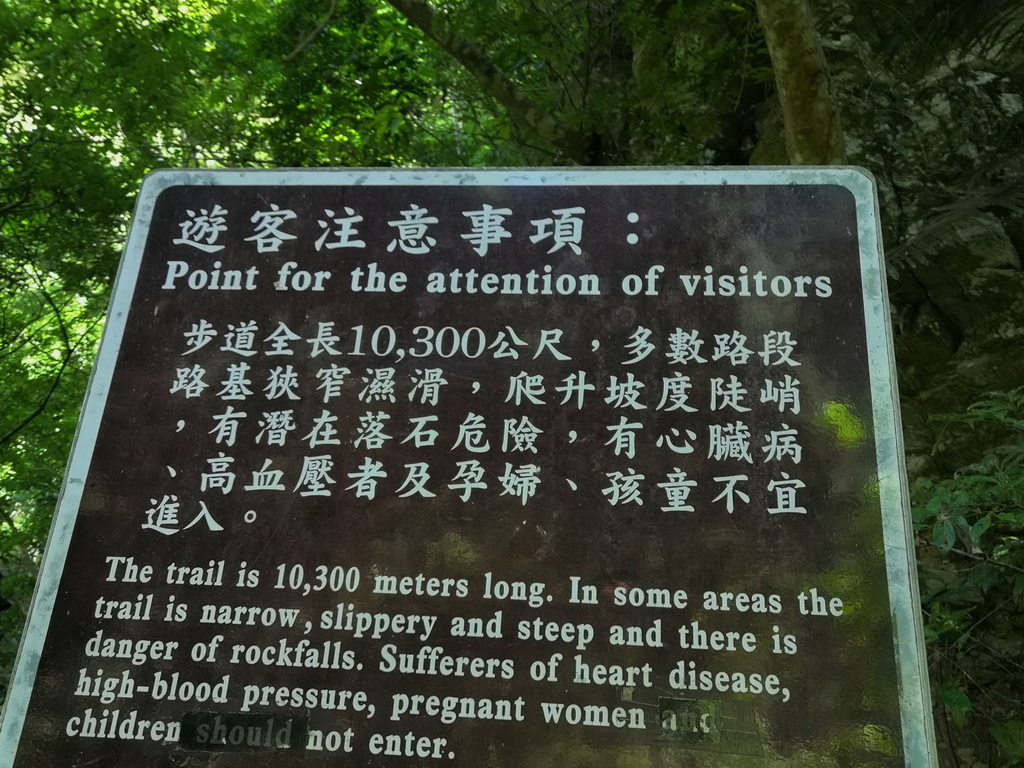 遊客注意事項：
Point for the attention of visitors
步道全長10,300公尺，多數路段
路基狹窄濕滑，爬升坡度陡峭
，有潛在落石危險，有心臟病
、高血壓者及孕婦、孩童不宜
進入。
The trail is 10,300 meters long. In some areas the
trail is narrow, slippery and steep and there is
danger of rockfalls. Sufferers of heart disease,
high-blood pressure, pregnant women and
children should not enter.